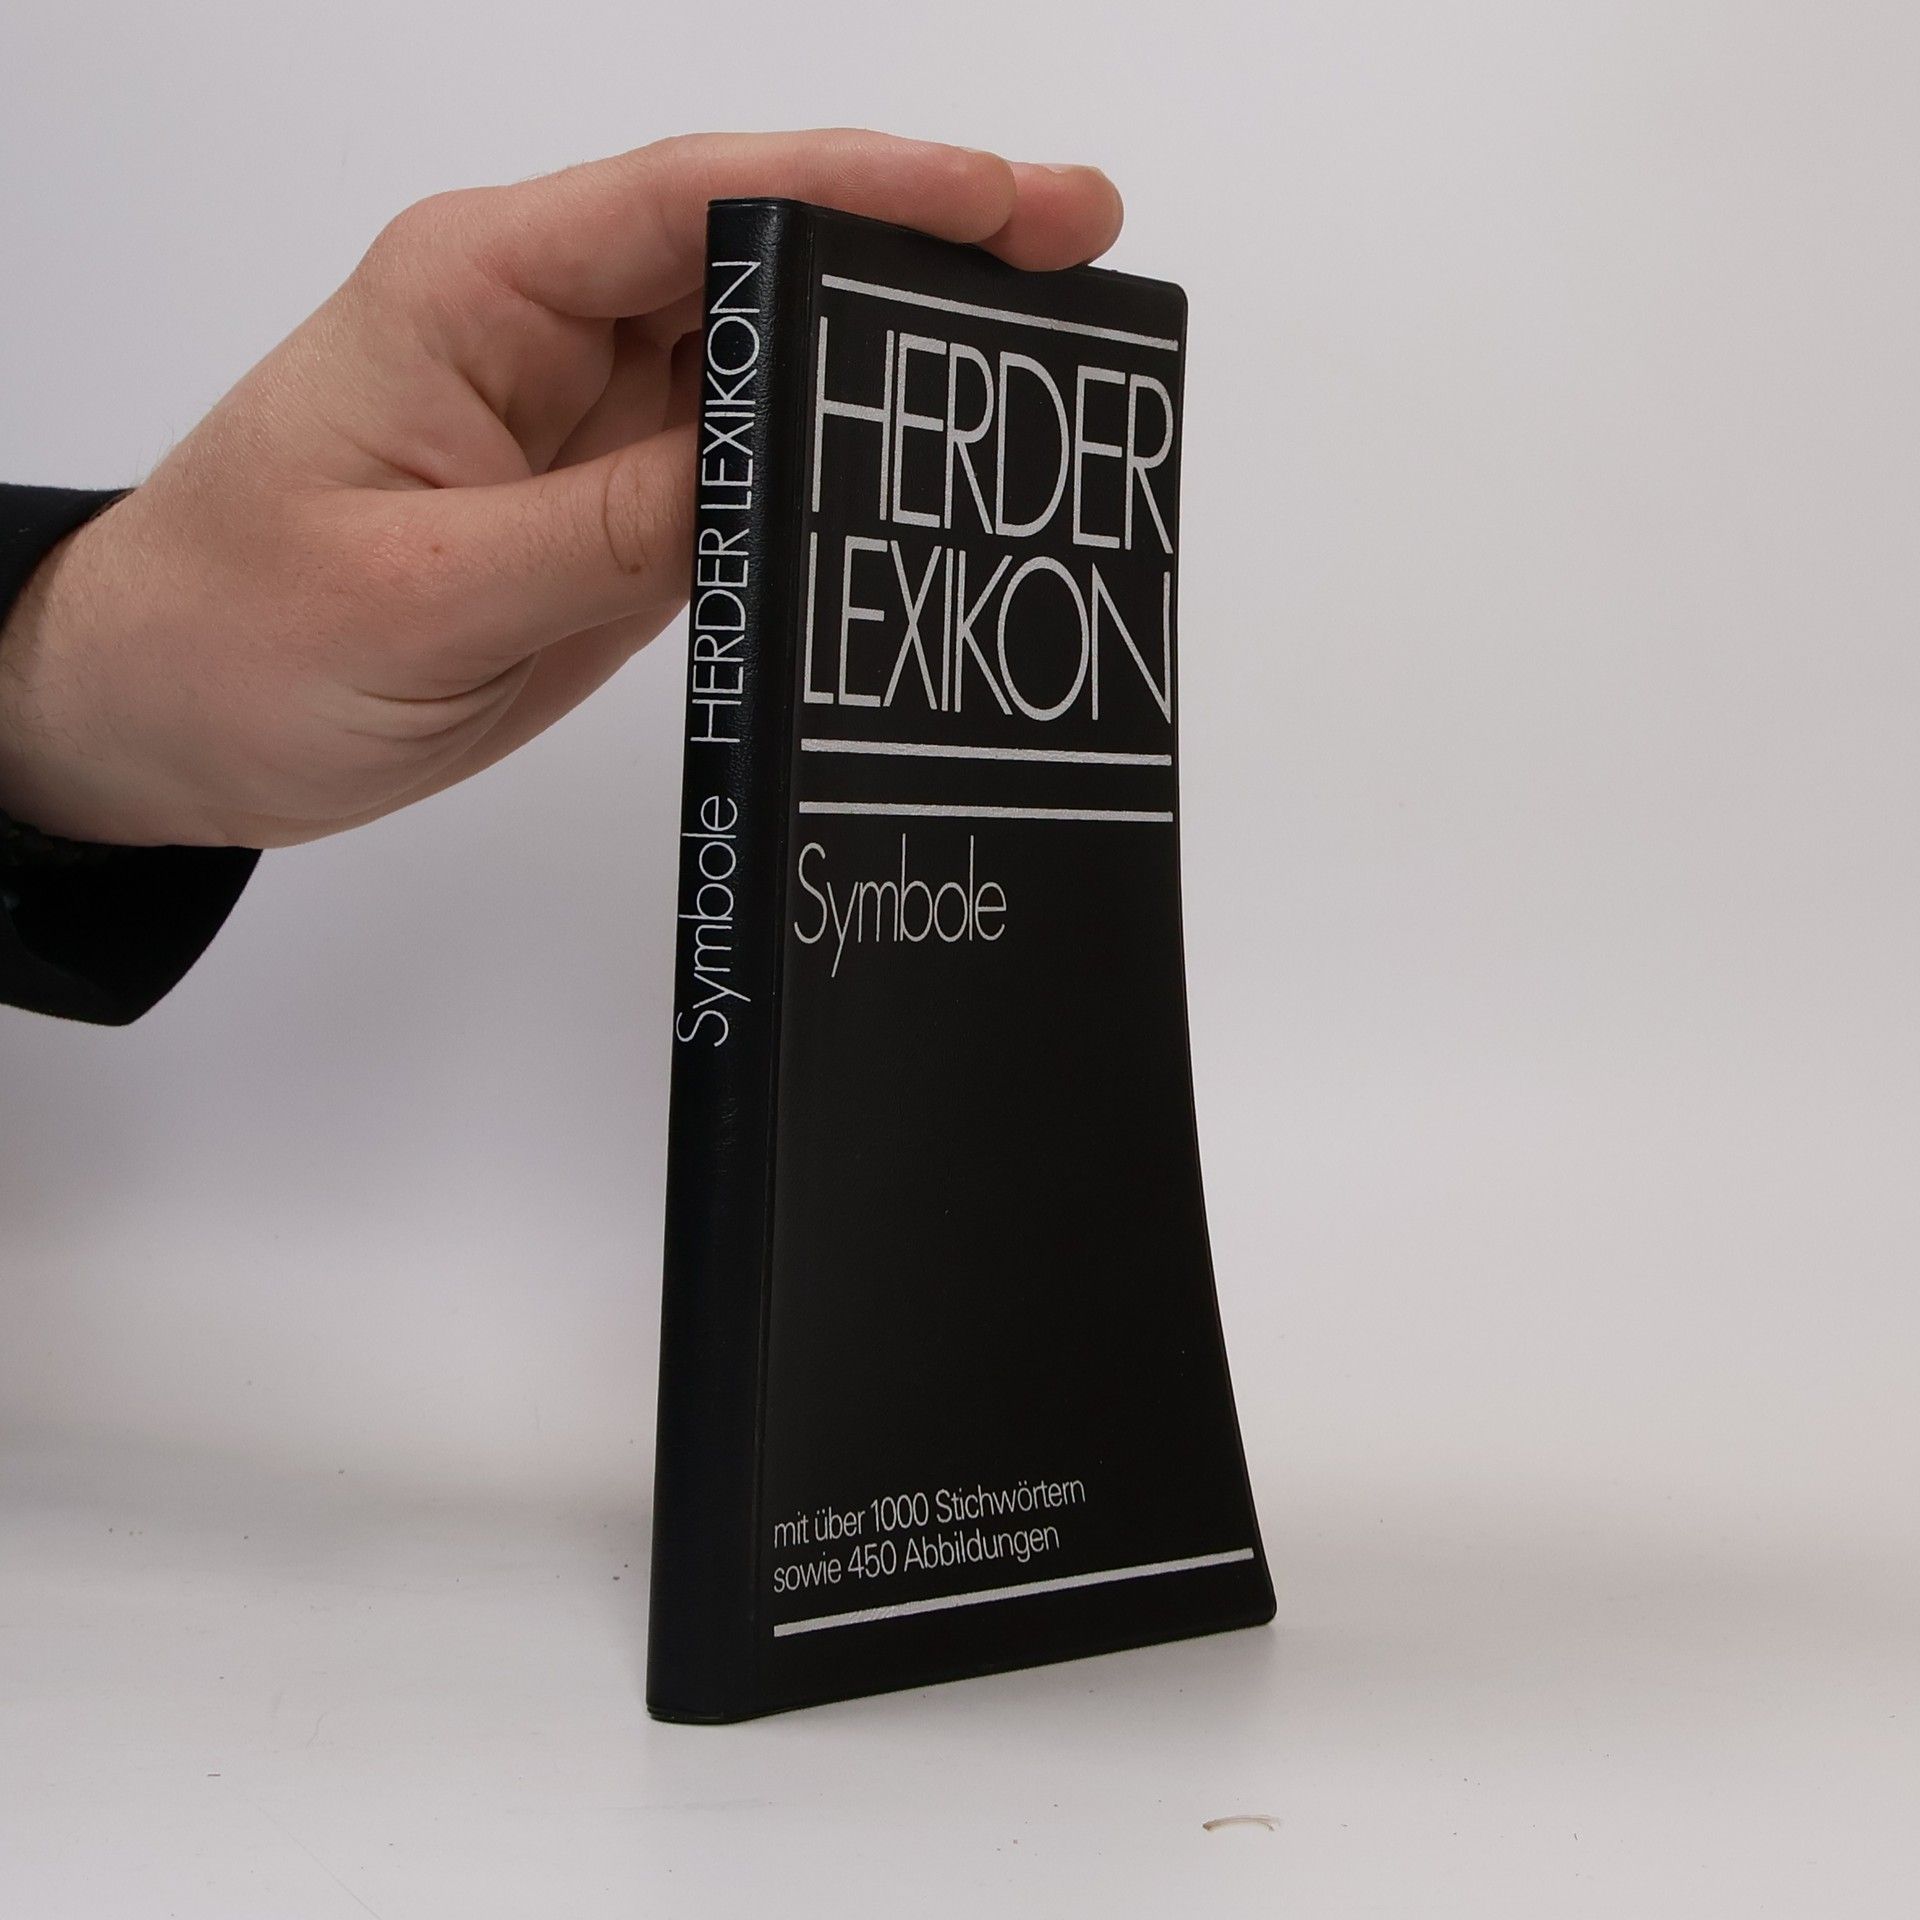 Symbole HERDER LEXIKON
HERDER
LEXIKON
Symbole
mit über 1000 Stichwörtern
sowie 450 Abbildungen